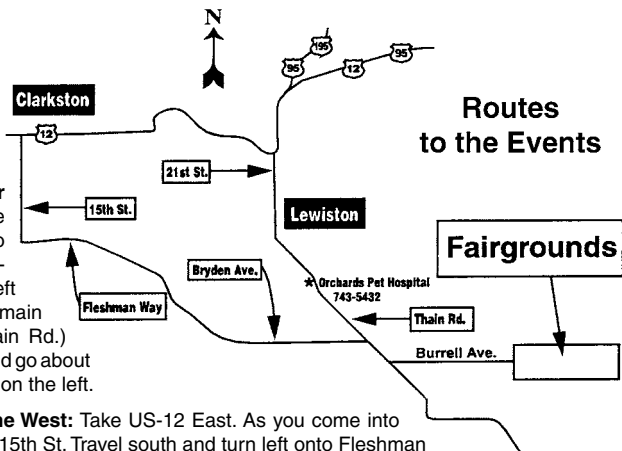 N
195
95
12
95
Clarkston
Routes
to the Events
12
21st St.
15th St.
Lewiston
Fairgrounds
Bryden Ave.
Orchards Pet Hospital
743-5432
Fleshman Way
Thain Rd.
Burrell Ave.
left
main
Rd.)
go about
on the left.
West: Take US-12 East. As you come into
15th St. Travel south and turn left onto Fleshman